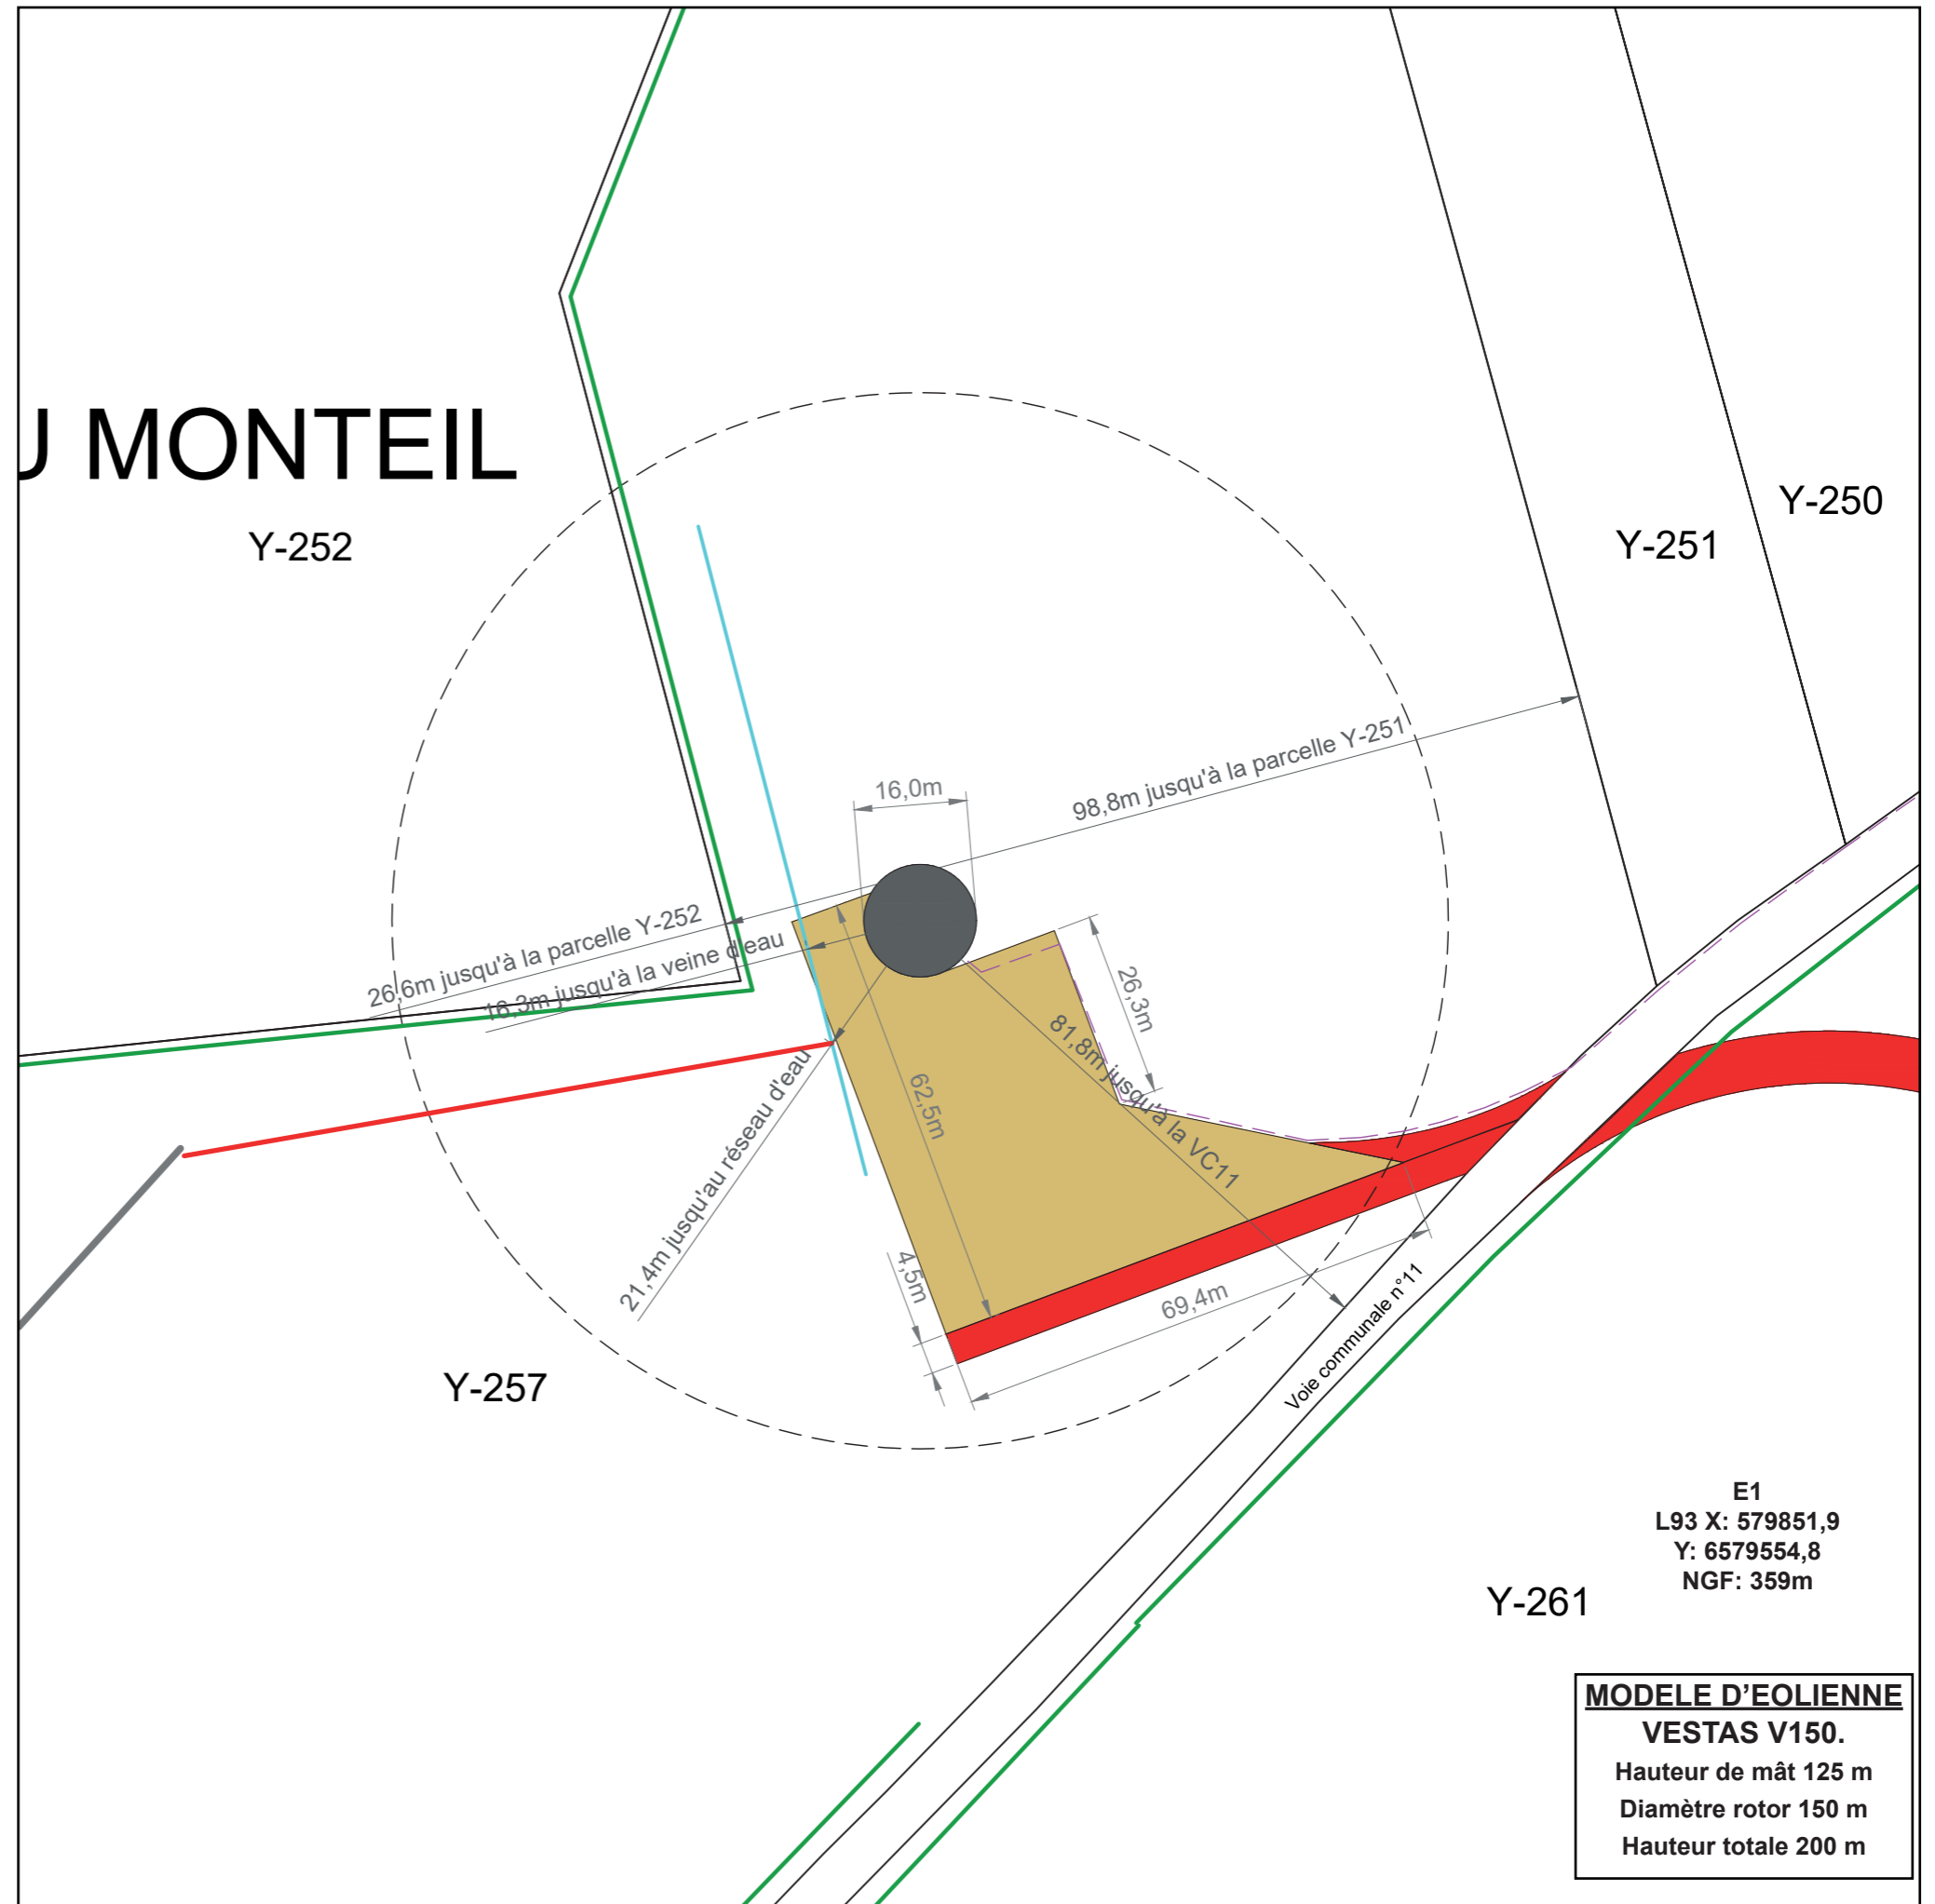 U MONTEIL
Y-252
Y-250
Y-251
98,8m jusqu'à la parcelle Y-251
16,0m
26,6m jusqu'à la parcelle Y-252
16,3m jusqu'à la veine d'eau
26,3m
81,8m jusqu'à la VC11
62,5m
21,4m jusqu'au réseau d'eau
4,5m
69,4m
Voie communale n°11
Y-257
E1
L93 X: 579851,9
Y: 6579554,8
NGF: 359m
Y-261
MODELE D'EOLIENNE
VESTAS V150.
Hauteur de mât 125 m
Diamètre rotor 150 m
Hauteur totale 200 m